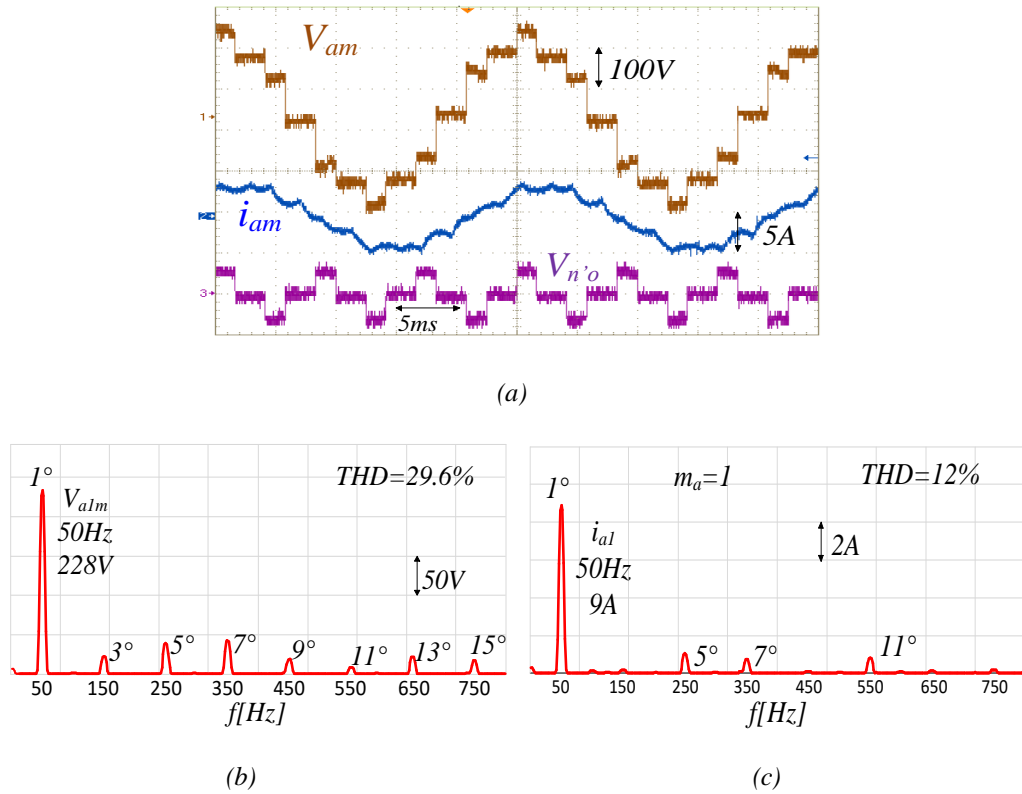 Vam
100V
1
2
iam
5A
Vn'o
3
5ms
(a)
1°
Va1m
50Hz
228V
THD=29.6%
50V
3°
5°
7°
9°
11°
13°
15°
50 150 250 350 450 550 650 750
f[Hz]
(b)
1°
ia1
50Hz
9A
ma=1
THD=12%
2A
5°
7°
11°
50 150 250 350 450 550 650 750
f[Hz]
(c)